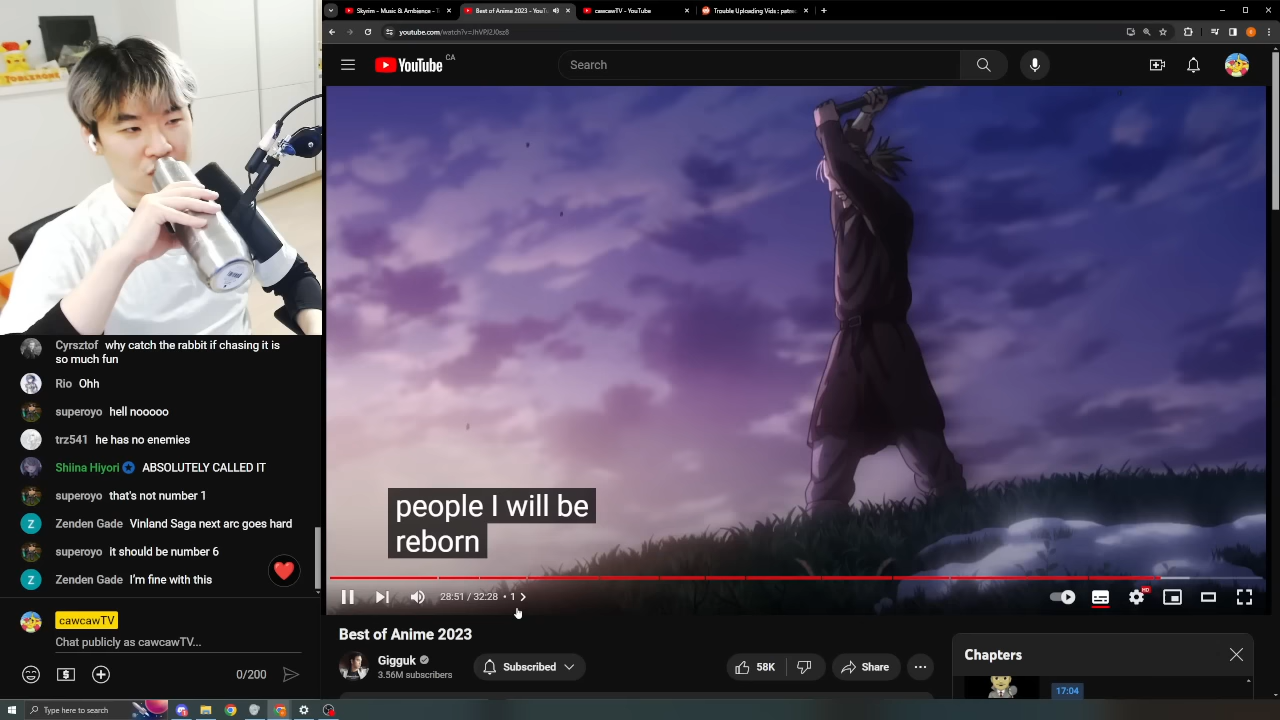 Skyrim - Music & Ambience - T
Best of Anime 2023 - YouTu
cawcawTV - YouTube
Trouble Uploading Vids : patre
youtube.com/watch?v=JhVPJ2J0sz8
YouTube CA
Search
TOBLERONE
people I will be
reborn
28:51 / 32:28 • 1
HD
Best of Anime 2023
Gigguk
3.56M subscribers
Subscribed
58K
Share
Chapters
17:04
Cyrsztof why catch the rabbit if chasing it is
so much fun
Rio Ohh
superoyo hell nooooo
trz541 he has no enemies
Shiina Hiyori ABSOLUTELY CALLED IT
superoyo that's not number 1
Z Zenden Gade Vinland Saga next arc goes hard
superoyo it should be number 6
Z Zenden Gade I'm fine with this
cawcawTV
Chat publicly as cawcawTV...
0/200
Type here to search